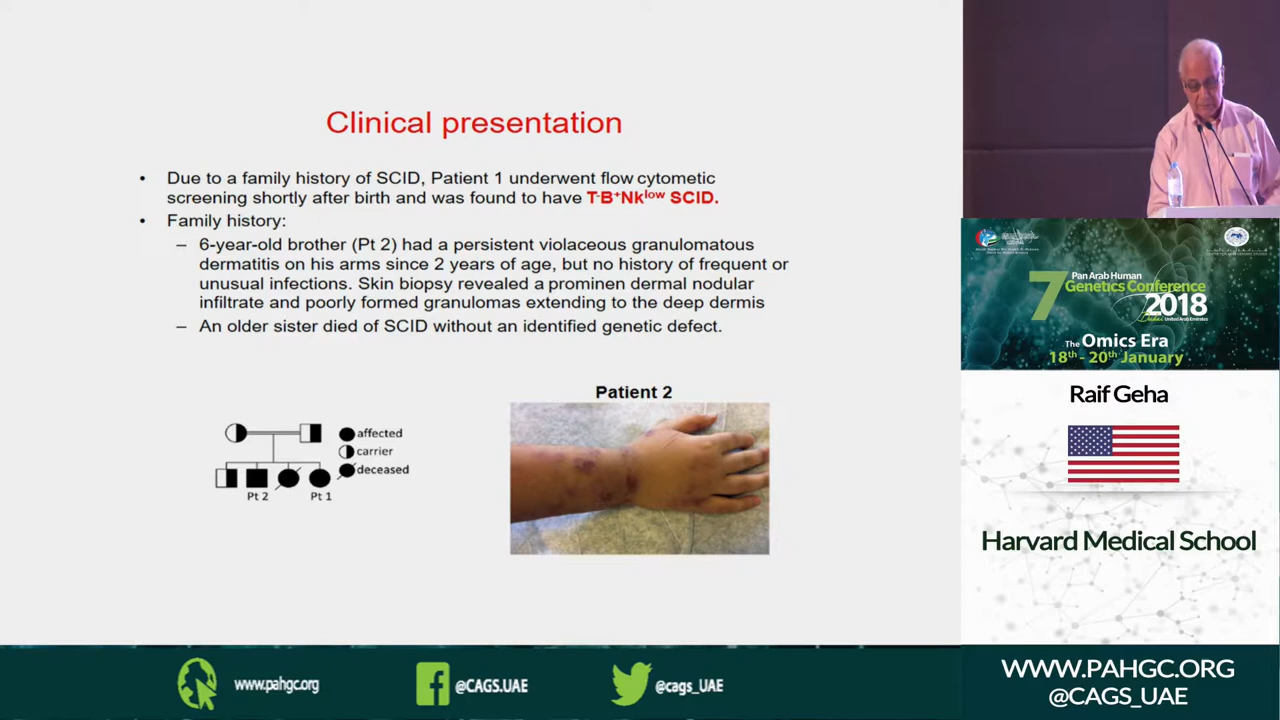 Clinical presentation
• Due to a family history of SCID, Patient 1 underwent flow cytometic
screening shortly after birth and was found to have T-B+Nklow SCID.
• Family history:
– 6-year-old brother (Pt 2) had a persistent violaceous granulomatous
dermatitis on his arms since 2 years of age, but no history of frequent or
unusual infections. Skin biopsy revealed a prominen dermal nodular
infiltrate and poorly formed granulomas extending to the deep dermis
– An older sister died of SCID without an identified genetic defect.
Patient 2
affected
carrier
deceased
Pt 2
Pt 1
7
Pan Arab Human
Genetics Conference
2018
Dubai United Arab Emirates
The Omics Era
18th - 20th January
Raif Geha
Harvard Medical School
WWW.PAHGC.ORG
@CAGS_UAE
www.pahgc.org
@CAGS.UAE
@cags_UAE